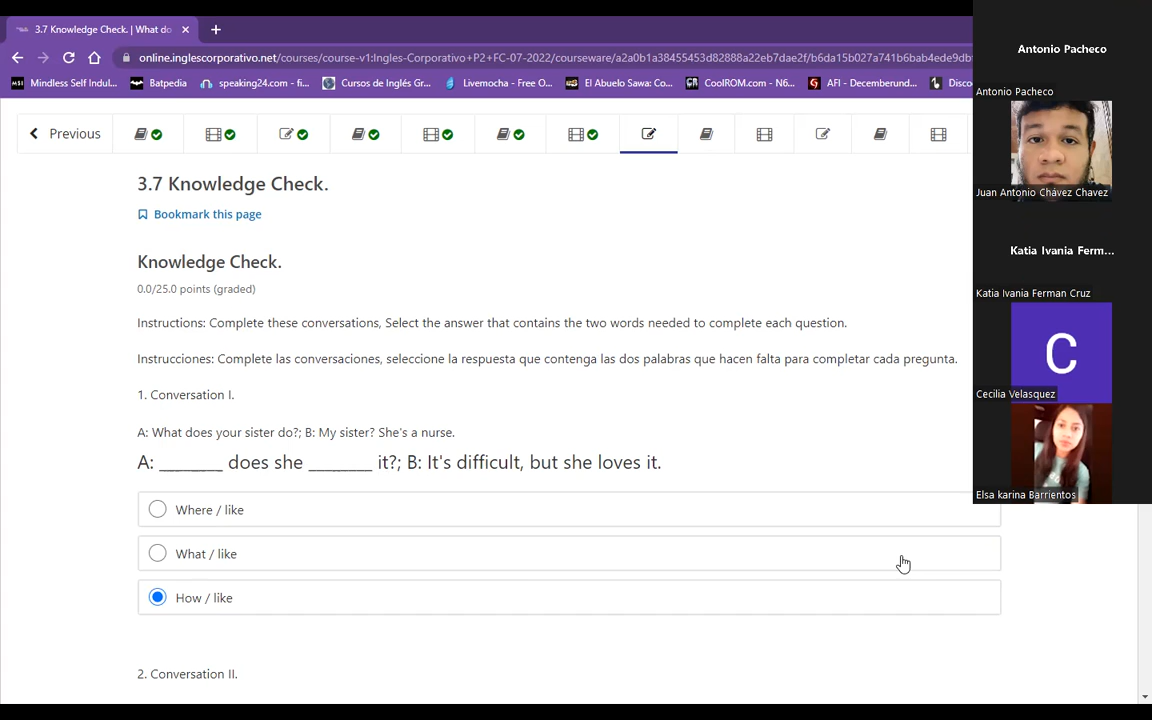 3.7 Knowledge Check. | What do
online.inglescorporativo.net/courses/course-v1:Ingles-Corporativo+P2+FC-07-2022/courseware/a2a0b1a38455453d82888a22eb7dae2f/b6da15b027a741b6bab4ede9db
Mindless Self Indul...
Batpedia
speaking24.com - fi...
Cursos de Inglés Gr...
Livemocha - Free O...
El Abuelo Sawa: Co...
CoolROM.com - N6...
AFI - Decemberund...
Disco
Previous
3.7 Knowledge Check.
Bookmark this page
Knowledge Check.
0.0/25.0 points (graded)
Instructions: Complete these conversations, Select the answer that contains the two words needed to complete each question.
Instrucciones: Complete las conversaciones, seleccione la respuesta que contenga las dos palabras que hacen falta para completar cada pregunta.
1. Conversation I.
A: What does your sister do?; B: My sister? She's a nurse.
A: _______ does she _______ it?; B: It's difficult, but she loves it.
Where / like
What / like
How / like
2. Conversation II.
Antonio Pacheco
Antonio Pacheco
Juan Antonio Chávez Chavez
Katia Ivania Ferm...
Katia Ivania Ferman Cruz
C
Cecilia Velasquez
Elsa karina Barrientos